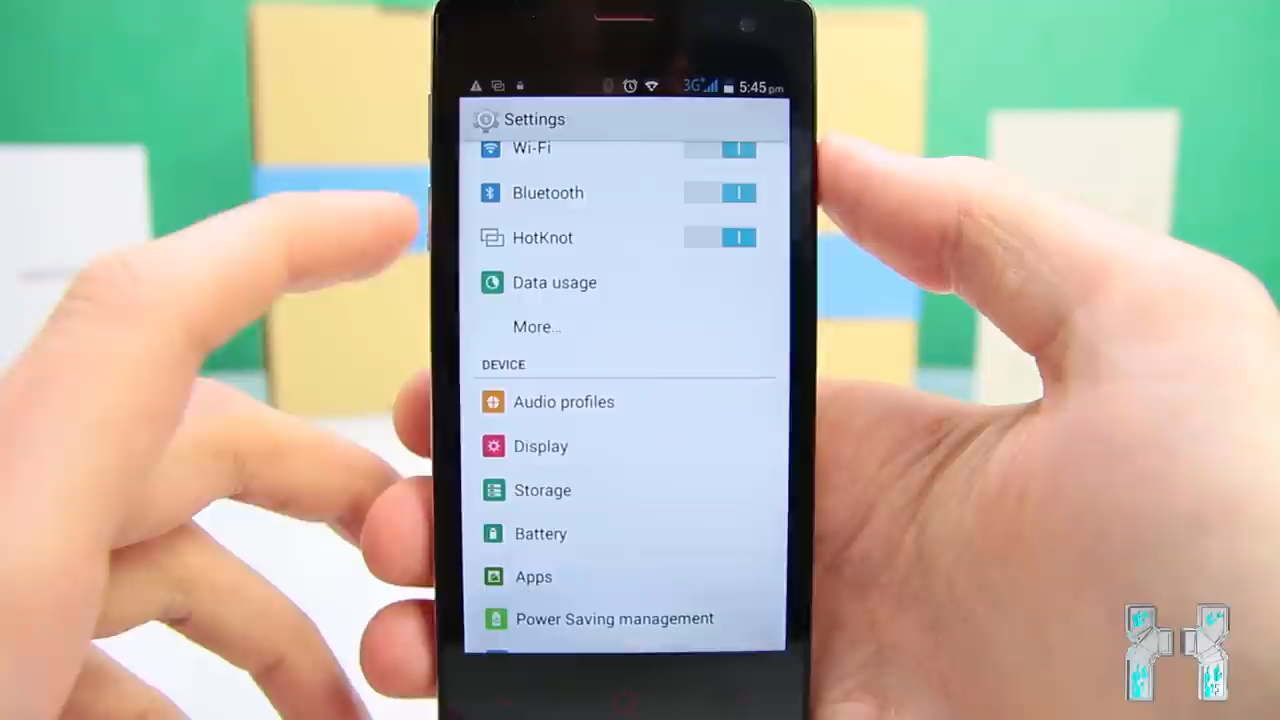 3G+ 5:45 pm
Settings
Wi-Fi
Bluetooth
HotKnot
Data usage
More...
DEVICE
Audio profiles
Display
Storage
Battery
Apps
Power Saving management